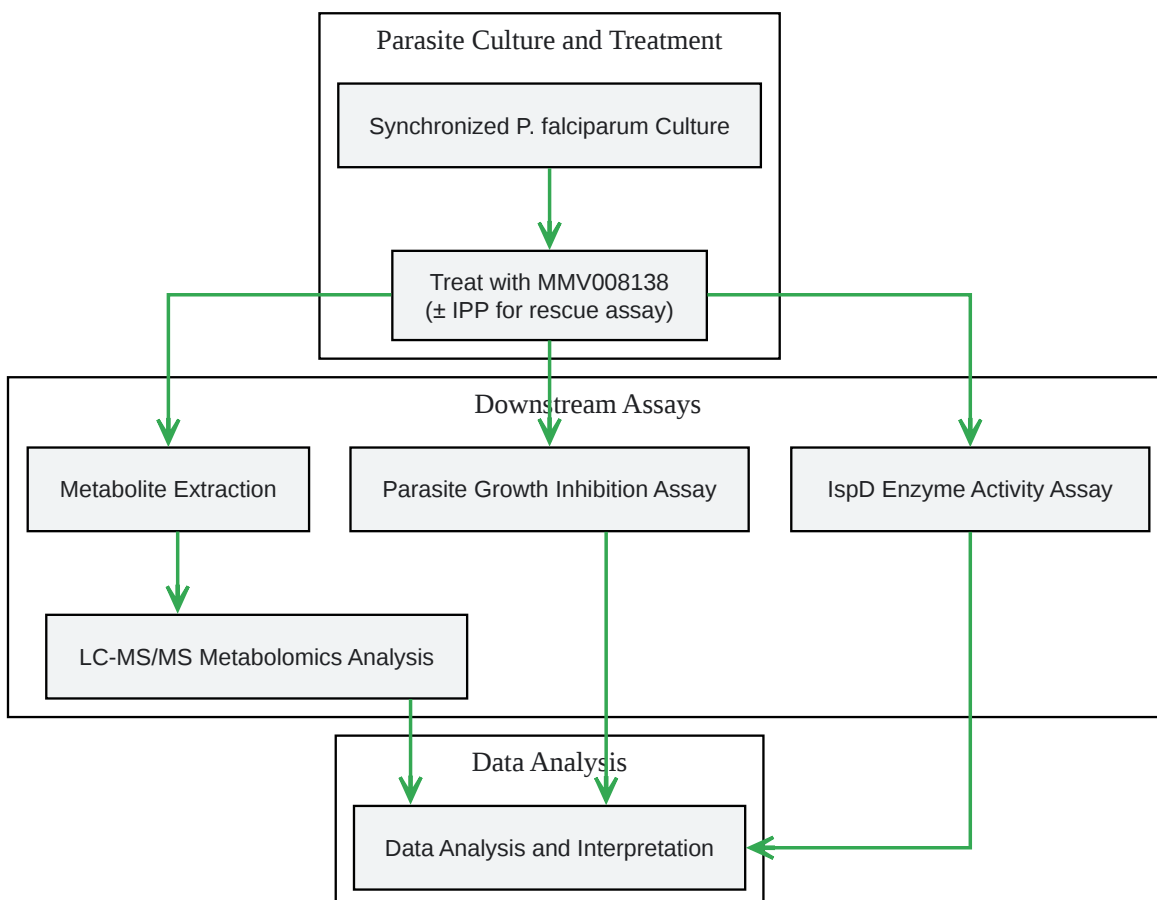 Parasite Culture and Treatment
Synchronized P. falciparum Culture
Treat with MMV008138
(± IPP for rescue assay)
Downstream Assays
Metabolite Extraction
Parasite Growth Inhibition Assay
IspD Enzyme Activity Assay
LC-MS/MS Metabolomics Analysis
Data Analysis
Data Analysis and Interpretation